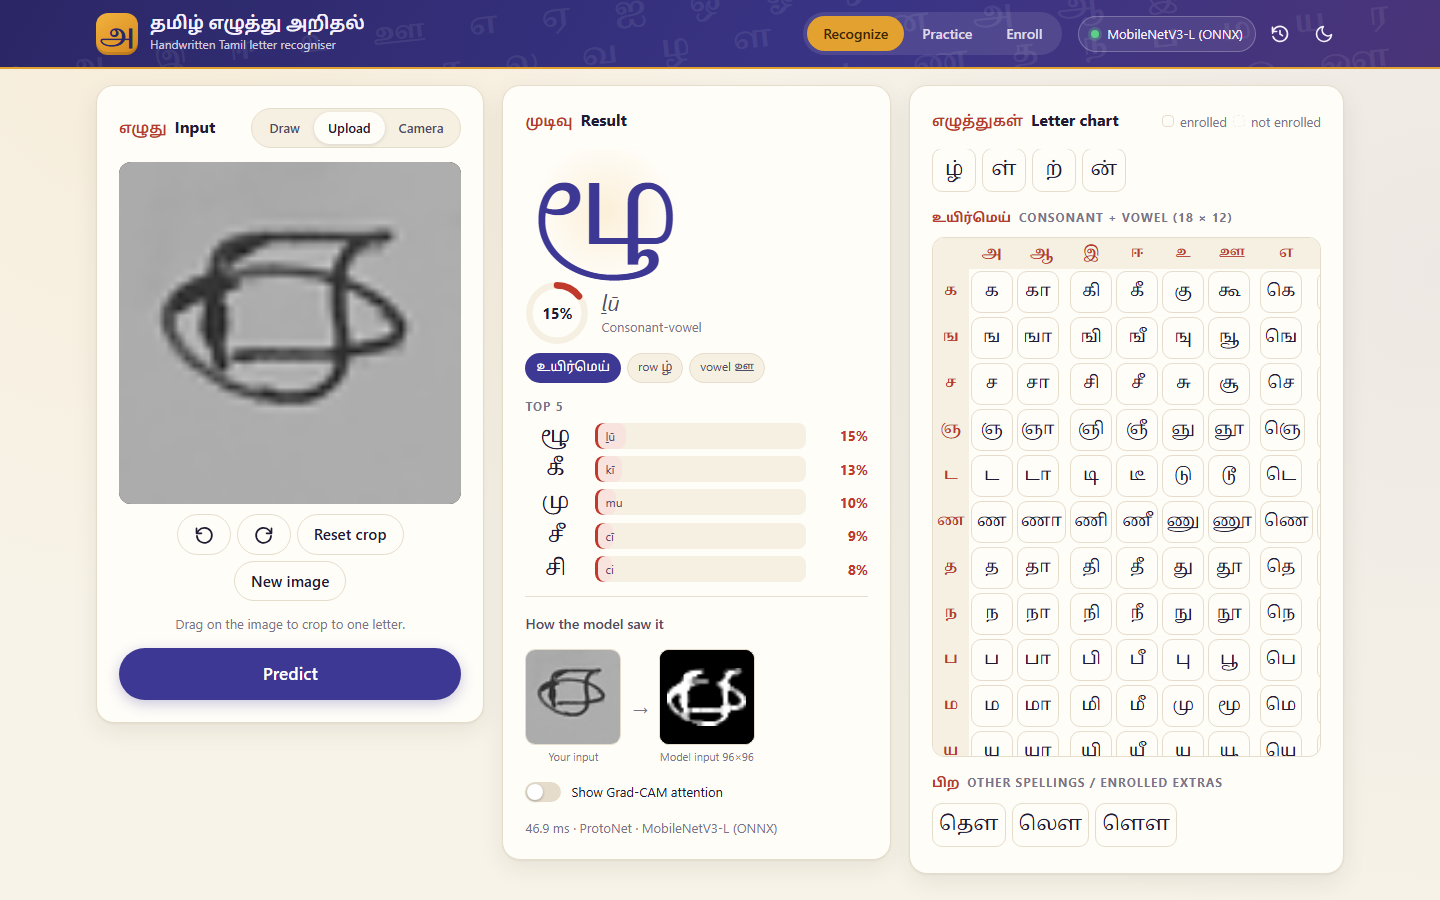 தமிழ் எழுத்து அறிதல்
Handwritten Tamil letter recogniser
Recognize Practice Enroll
MobileNetV3-L (ONNX)
எழுது Input
Draw Upload Camera
Reset crop
New image
Drag on the image to crop to one letter.
Predict
முடிவு Result
ழூ
15%
ḻū
Consonant-vowel
உயிர்மெய் row ழ் vowel ஊ
TOP 5
ழூ ḻū 15%
கீ kī 13%
மு mu 10%
சீ cī 9%
சி ci 8%
How the model saw it
→
Your input Model input 96×96
Show Grad-CAM attention
46.9 ms · ProtoNet · MobileNetV3-L (ONNX)
எழுத்துகள் Letter chart enrolled not enrolled
ழ் ள் ற் ன்
உயிர்மெய் CONSONANT + VOWEL (18 × 12)
அ ஆ இ ஈ உ ஊ எ
க க கா கி கீ கு கூ கெ
ங ங ஙா ஙி ஙீ ஙு ஙூ ஙெ
ச ச சா சி சீ சு சூ செ
ஞ ஞ ஞா ஞி ஞீ ஞு ஞூ ஞெ
ட ட டா டி டீ டு டூ டெ
ண ண ணா ணி ணீ ணு ணூ ணெ
த த தா தி தீ து தூ தெ
ந ந நா நி நீ நு நூ நெ
ப ப பா பி பீ பு பூ பெ
ம ம மா மி மீ மு மூ மெ
ய ய யா யி யீ யு யூ யெ
பிற OTHER SPELLINGS / ENROLLED EXTRAS
தௌ லௌ ளௌ